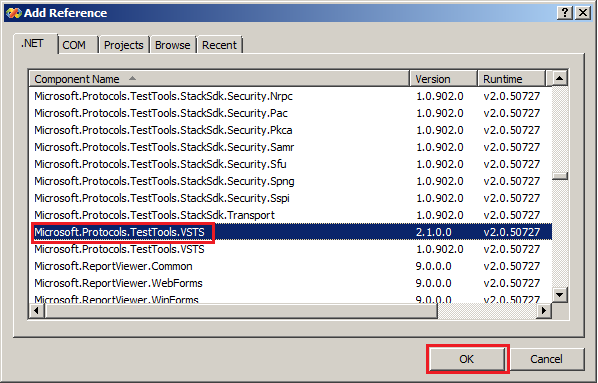 Add Reference
.NET COM Projects Browse Recent
Component Name Version Runtime
Microsoft.Protocols.TestTools.StackSdk.Security.Nrpc 1.0.902.0 v2.0.50727
Microsoft.Protocols.TestTools.StackSdk.Security.Pac 1.0.902.0 v2.0.50727
Microsoft.Protocols.TestTools.StackSdk.Security.Pkca 1.0.902.0 v2.0.50727
Microsoft.Protocols.TestTools.StackSdk.Security.Samr 1.0.902.0 v2.0.50727
Microsoft.Protocols.TestTools.StackSdk.Security.Sfu 1.0.902.0 v2.0.50727
Microsoft.Protocols.TestTools.StackSdk.Security.Spng 1.0.902.0 v2.0.50727
Microsoft.Protocols.TestTools.StackSdk.Security.Sspi 1.0.902.0 v2.0.50727
Microsoft.Protocols.TestTools.StackSdk.Transport 1.0.902.0 v2.0.50727
Microsoft.Protocols.TestTools.VSTS 2.1.0.0 v2.0.50727
Microsoft.Protocols.TestTools.VSTS 1.0.902.0 v2.0.50727
Microsoft.ReportViewer.Common 9.0.0.0 v2.0.50727
Microsoft.ReportViewer.WebForms 9.0.0.0 v2.0.50727
Microsoft.ReportViewer.WinForms 9.0.0.0 v2.0.50727
OK Cancel